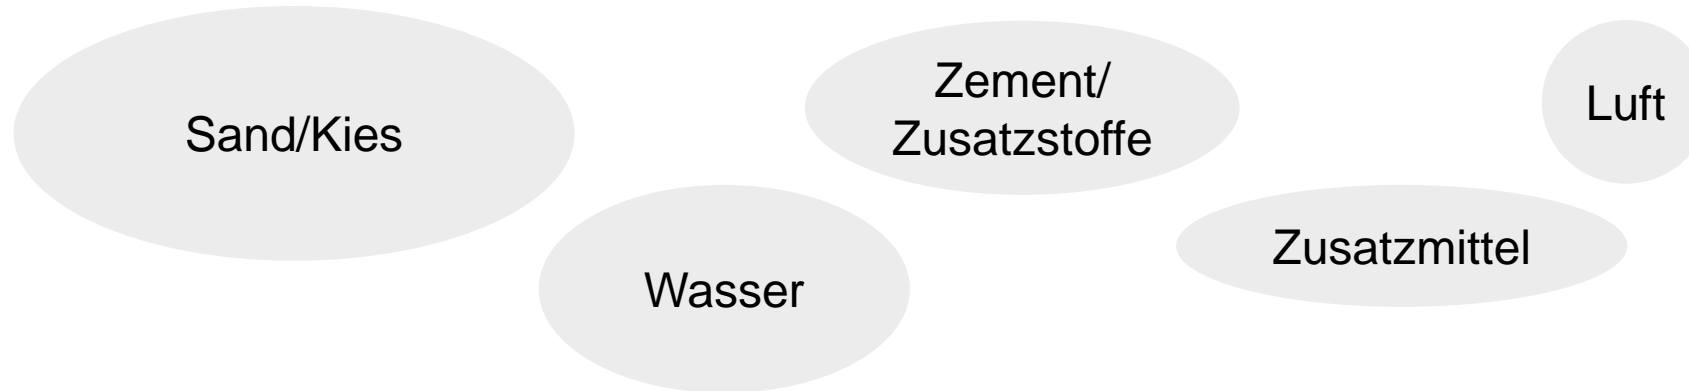 Sand/Kies
Wasser
Zement/
Zusatzstoffe
Zusatzmittel
Luft